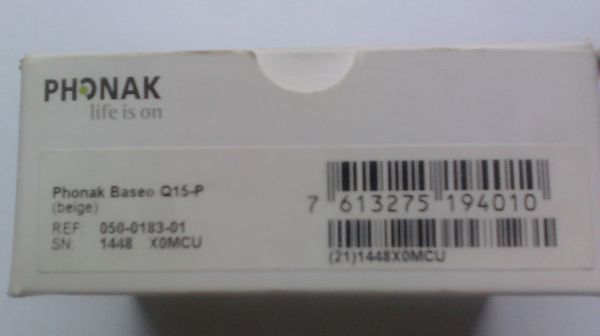 PHONAK
life is on
Phonak Baseo Q15-P
(beige)
REF: 050-0183-01
SN: 1448 X0MCU
7 613275 194010
(21)1448X0MCU